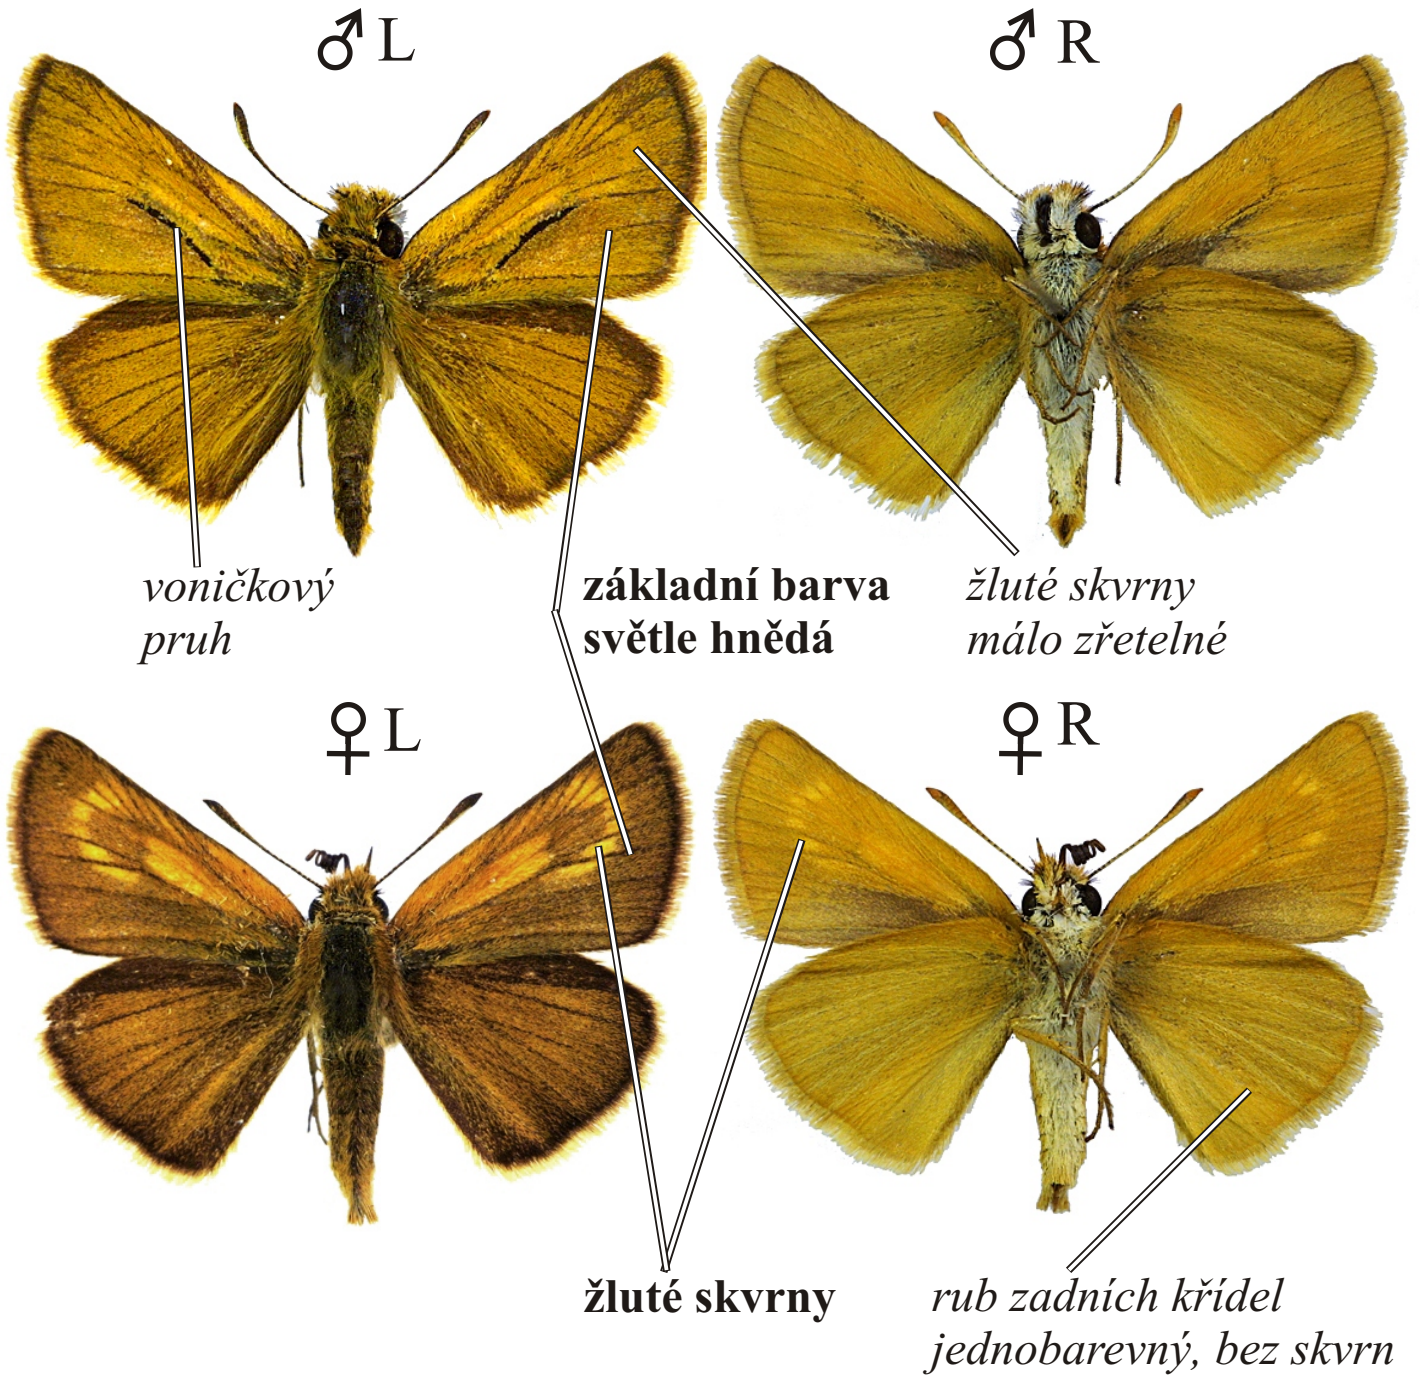 ♂ L
♂ R
voničkový
pruh
základní barva
světle hnědá
žluté skvrny
málo zřetelné
♀ L
♀ R
žluté skvrny
rub zadních křídel
jednobarevný, bez skvrn